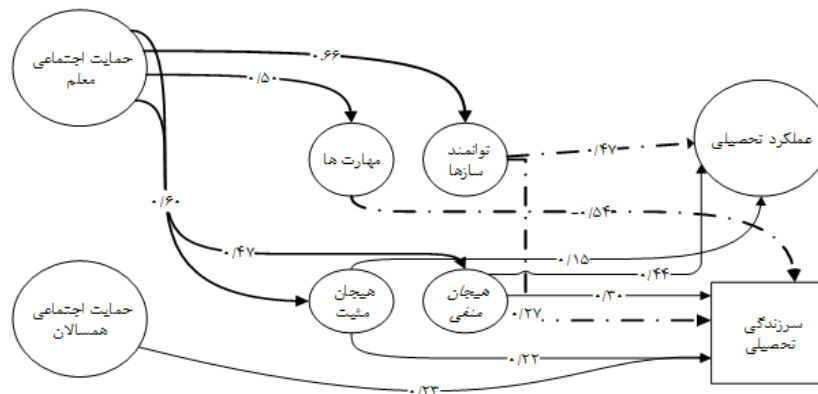 حمایت اجتماعی
معلم
۰.۶۶
۰/۵۰
مهارت ها
توانمند
سازها
۰/۴۷
عملکرد تحصیلی
-۰/۵۴
۰/۶۰
۰/۴۷
۰/۱۵
۰/۴۴
هیجان
مثیت
هیجان
منفی
۰/۳۰
۰/۲۷
۰/۲۲
حمایت اجتماعی
همسالان
۰/۲۳
سرزندگی
تحصیلی